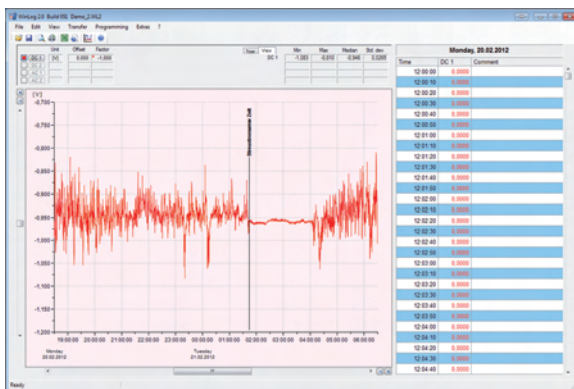 WinLog 2.0 Build 051 Demo_2.WL2
File Edit View Transfer Programming Extras ?
Unit Offset Factor
DC 1 [V] 0,000 * -1,000
DC 2
AC 1
AC 2
View
Min Max Median Std. dev.
DC 1 -1,083 -0,810 -0,946 0,0265
[V]
-0,700
-0,750
-0,800
-0,850
-0,900
-0,950
-1,000
-1,050
-1,100
-1,150
-1,200
19:00:00 20:00:00 21:00:00 22:00:00 23:00:00 00:00:00 01:00:00 02:00:00 03:00:00 04:00:00 05:00:00 06:00:00
Monday
20.02.2012
Tuesday
21.02.2012
Monday, 20.02.2012
Time DC 1 Comment
12:00:00 0,0000
12:00:10 0,0000
12:00:20 0,0000
12:00:30 0,0000
12:00:40 0,0000
12:00:50 0,0000
12:01:00 0,0000
12:01:10 0,0000
12:01:20 0,0000
12:01:30 0,0000
12:01:40 0,0000
12:01:50 0,0000
12:02:00 0,0000
12:02:10 0,0000
12:02:20 0,0000
12:02:30 0,0000
12:02:40 0,0000
12:02:50 0,0000
12:03:00 0,0000
12:03:10 0,0000
12:03:20 0,0000
12:03:30 0,0000
12:03:40 0,0000
12:03:50 0,0000
12:04:00 0,0000
12:04:10 0,0000
12:04:20 0,0000
12:04:30 0,0000
12:04:40 0,0000
Ready